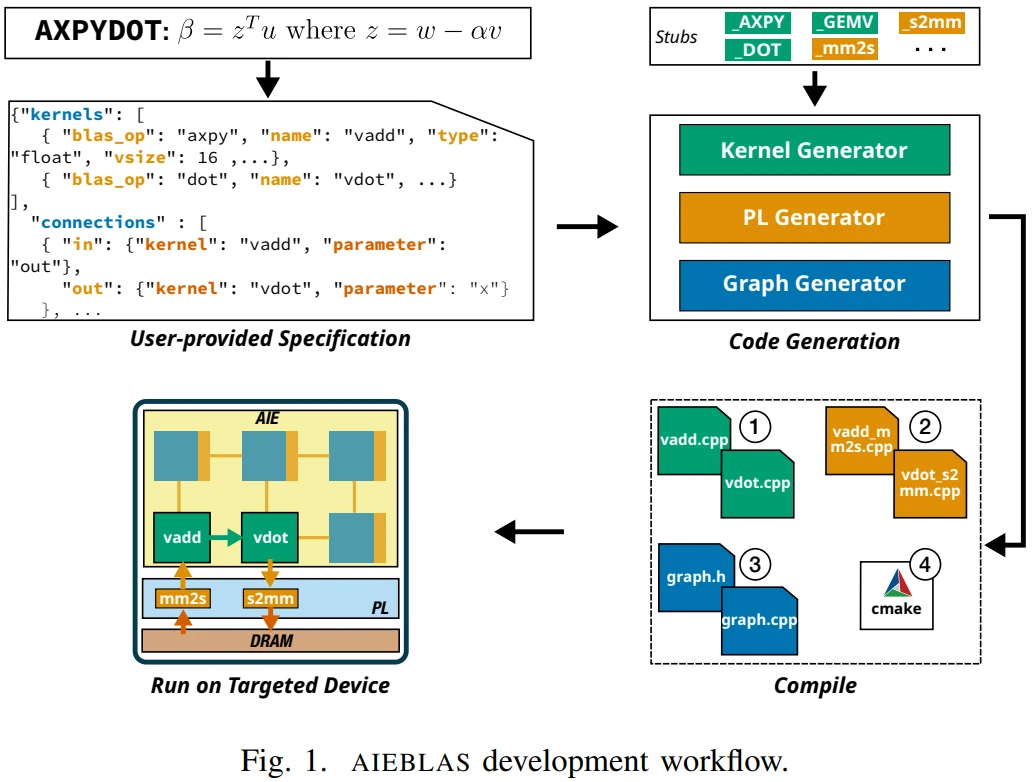 AXPYDOT: β = zᵀu where z = w − αv
{"kernels": [
{ "blas_op": "axpy", "name": "vadd", "type":
"float", "vsize": 16 ,...},
{ "blas_op": "dot", "name": "vdot", ...}
],
"connections" : [
{ "in": {"kernel": "vadd", "parameter":
"out"},
"out": {"kernel": "vdot", "parameter": "x"}
}, ...
User-provided Specification
Stubs
_AXPY _GEMV _s2mm
_DOT _mm2s ...
Kernel Generator
PL Generator
Graph Generator
Code Generation
vadd.cpp
vdot.cpp
1
vadd_m
m2s.cpp
vdot_s2
mm.cpp
2
graph.h
graph.cpp
3
4
cmake
Compile
AIE
vadd vdot
mm2s s2mm
PL
DRAM
Run on Targeted Device
Fig. 1. AIEBLAS development workflow.